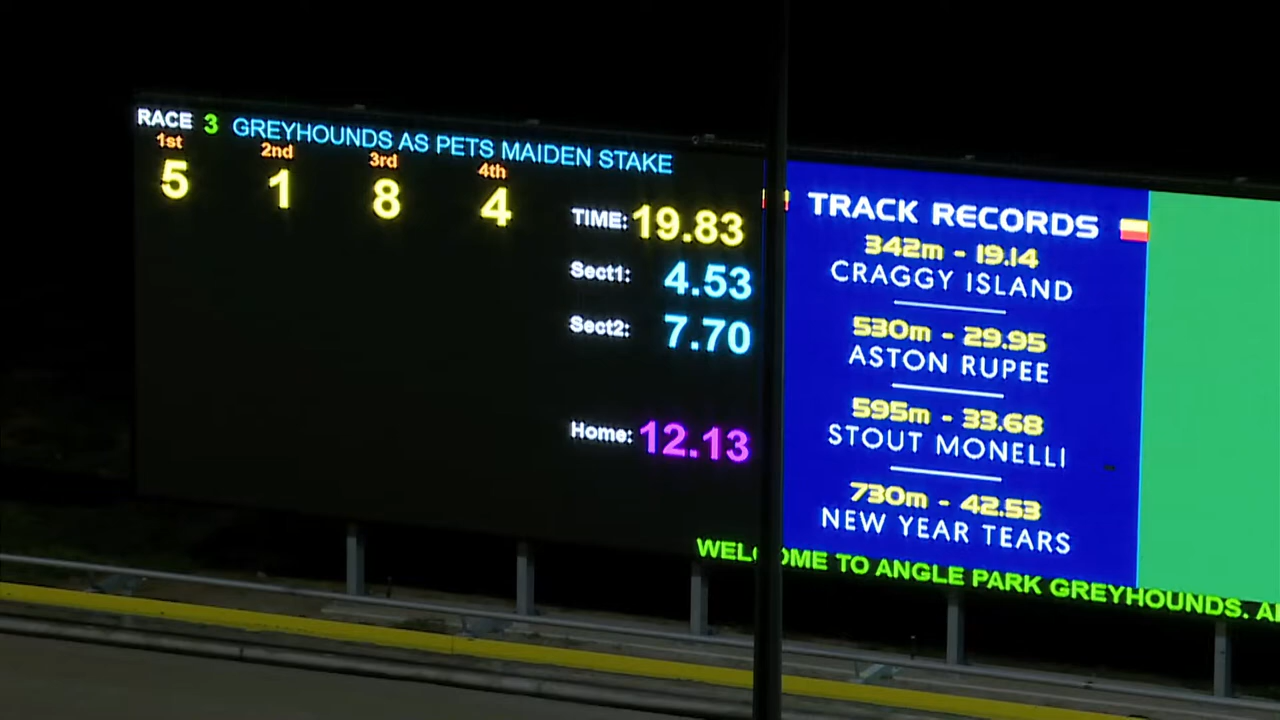 RACE 3 GREYHOUNDS AS PETS MAIDEN STAKE
1st 2nd 3rd 4th
5 1 8 4
TIME: 19.83
Sect1: 4.53
Sect2: 7.70
Home: 12.13
TRACK RECORDS
342m - 19.14
CRAGGY ISLAND
530m - 29.95
ASTON RUPEE
595m - 33.68
STOUT MONELLI
730m - 42.53
NEW YEAR TEARS
WELCOME TO ANGLE PARK GREYHOUNDS.